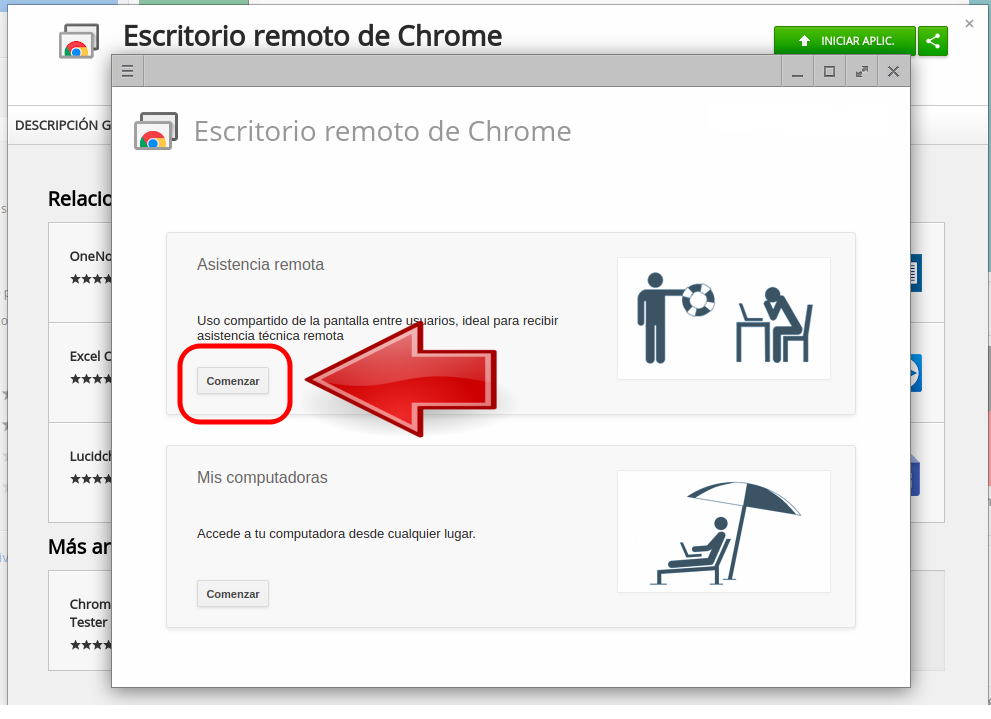 Escritorio remoto de Chrome
INICIAR APLIC.
DESCRIPCIÓN G
Escritorio remoto de Chrome
Relacio
OneNo
Excel C
Lucidch
Más ar
Chrom
Tester
Asistencia remota
Uso compartido de la pantalla entre usuarios, ideal para recibir
asistencia técnica remota
Comenzar
Mis computadoras
Accede a tu computadora desde cualquier lugar.
Comenzar